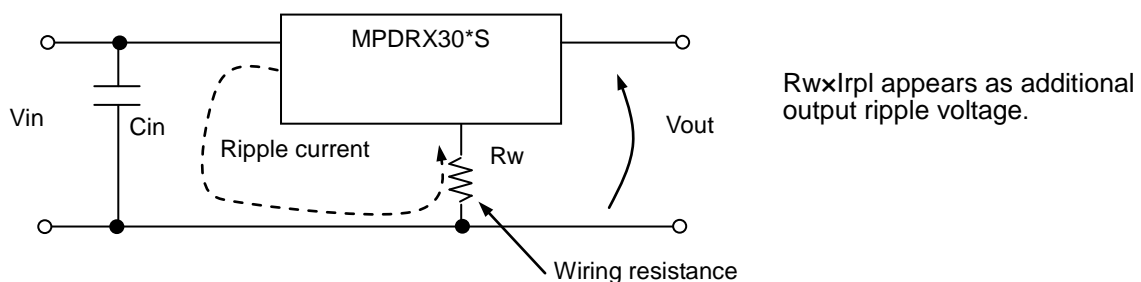 MPDRX30*S
Rw×Irpl appears as additional
output ripple voltage.
Vin
Cin
Vout
Ripple current
Rw
Wiring resistance